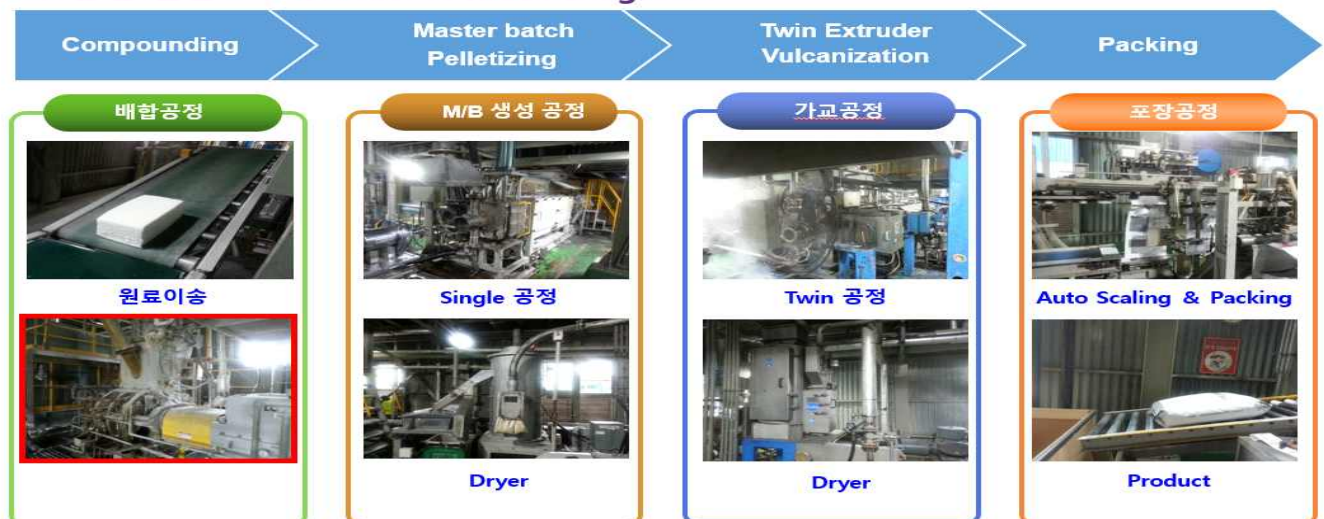 Compounding
Master batch
Pelletizing
Twin Extruder
Vulcanization
Packing
배합공정
M/B 생성 공정
가교공정
포장공정
원료이송
Single 공정
Twin 공정
Auto Scaling & Packing
Dryer
Dryer
Product